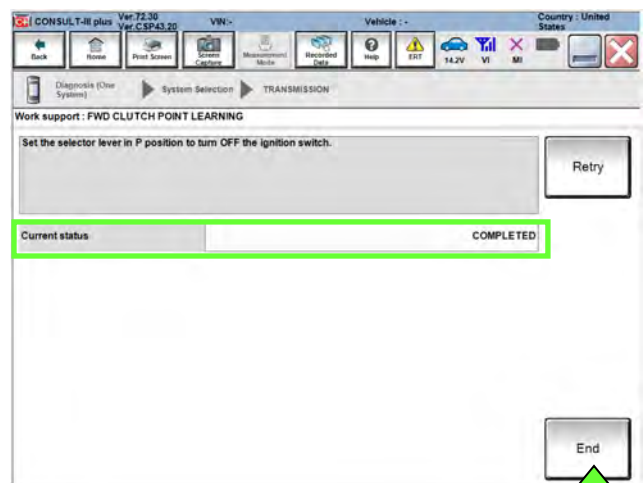 CONSULT-III plus Ver.72.30 Ver.CSP43.20 VIN:- Vehicle : - Country : United States
Back Home Print Screen Screen Capture Measurement Mode Recorded Data Help ERT 14.2V VI MI
Diagnosis (One System) System Selection TRANSMISSION
Work support : FWD CLUTCH POINT LEARNING
Set the selector lever in P position to turn OFF the ignition switch.
Retry
Current status COMPLETED
End